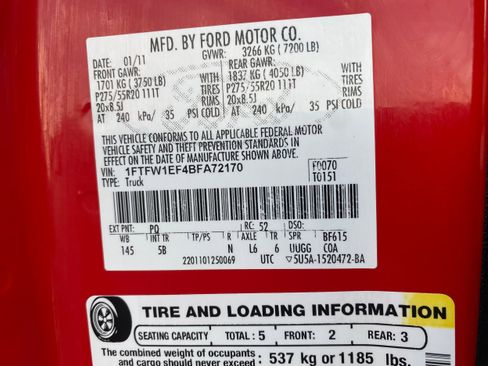 MFD. BY FORD MOTOR CO.
DATE: 01/11 GVWR: 3266 KG (7200 LB)
FRONT GAWR: REAR GAWR:
1701 KG (3750 LB) WITH 1837 KG (4050 LB) WITH
P275/55R20 111T TIRES P275/55R20 111T TIRES
20x8.5J RIMS 20x8.5J RIMS
AT 240 kPa/ 35 PSI COLD AT 240 kPa/ 35 PSI COLD
THIS VEHICLE CONFORMS TO ALL APPLICABLE FEDERAL MOTOR
VEHICLE SAFETY AND THEFT PREVENTION STANDARDS IN
EFFECT ON THE DATE OF MANUFACTURE SHOWN ABOVE.
VIN: 1FTFW1EF4BFA72170 F0070
TYPE: Truck T0151
EXT PNT: PQ RC: 52 DSO:
WB INT TR TP/PS R AXLE TR SPR BF615
145 5B N L6 6 UUGG COA
2201101250069 UTC ▽5U5A-1520472-BA
TIRE AND LOADING INFORMATION
SEATING CAPACITY TOTAL: 5 FRONT: 2 REAR: 3
The combined weight of occupants
and cargo should never exceed 537 kg or 1185 lbs.